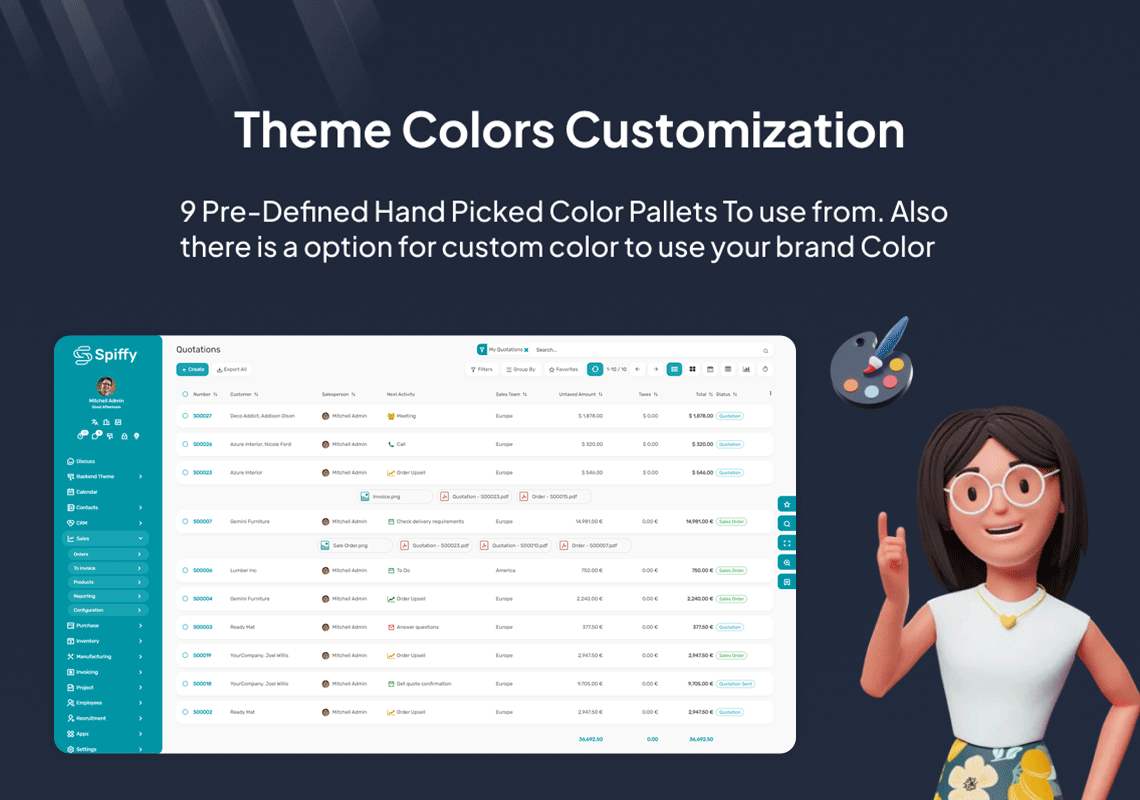 Theme Colors Customization
9 Pre-Defined Hand Picked Color Pallets To use from. Also
there is a option for custom color to use your brand Color
Spiffy
Mitchell Admin
Good Afternoon
Discuss
Backend Theme
Calendar
Contacts
CRM
Sales
Orders
To Invoice
Products
Reporting
Configuration
Purchase
Inventory
Manufacturing
Invoicing
Project
Employees
Recruitment
Apps
Settings
Quotations
My Quotations Search...
+ Create Export All
Filters Group By Favorites 1-10 / 10
Number Customer Salesperson Next Activity Sales Team Untaxed Amount Taxes Total Status
S00027 Deco Addict, Addison Olson Mitchell Admin Meeting Europe $ 1,878.00 $ 0.00 $ 1,878.00 Quotation
S00026 Azure Interior, Nicole Ford Mitchell Admin Call Europe $ 320.00 $ 0.00 $ 320.00 Quotation
S00023 Azure Interior Mitchell Admin Order Upsell Europe $ 546.00 $ 0.00 $ 546.00 Quotation
Invoice.png Quotation - S00023.pdf Order - S00015.pdf
S00007 Gemini Furniture Mitchell Admin Check delivery requirements Europe 14,981.00 € 0.00 € 14,981.00 € Sales Order
Sale Order.png Quotation - S00023.pdf Quotation - S00010.pdf Order - S00007.pdf
S00006 Lumber Inc Mitchell Admin To Do America 750.00 € 0.00 € 750.00 € Sales Order
S00004 Gemini Furniture Mitchell Admin Order Upsell Europe 2,240.00 € 0.00 € 2,240.00 € Sales Order
S00003 Ready Mat Mitchell Admin Answer questions Europe 377.50 € 0.00 € 377.50 € Quotation
S00019 YourCompany, Joel Willis Mitchell Admin Order Upsell Europe 2,947.50 € 0.00 € 2,947.50 € Sales Order
S00018 YourCompany, Joel Willis Mitchell Admin Get quote confirmation Europe 9,705.00 € 0.00 € 9,705.00 € Quotation Sent
S00002 Ready Mat Mitchell Admin Order Upsell Europe 2,947.50 € 0.00 € 2,947.50 € Quotation
36,692.50 0.00 36,692.50